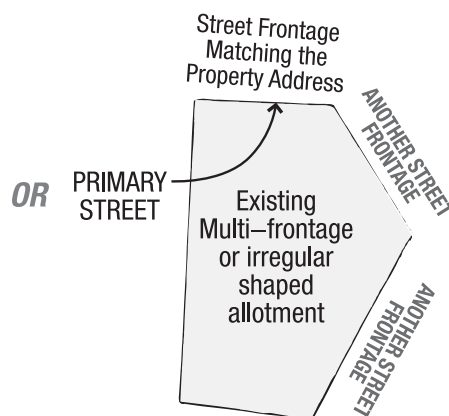 Street Frontage
Matching the
Property Address
ANOTHER STREET
FRONTAGE
OR
PRIMARY
STREET
Existing
Multi–frontage
or irregular
shaped
allotment
ANOTHER STREET
FRONTAGE